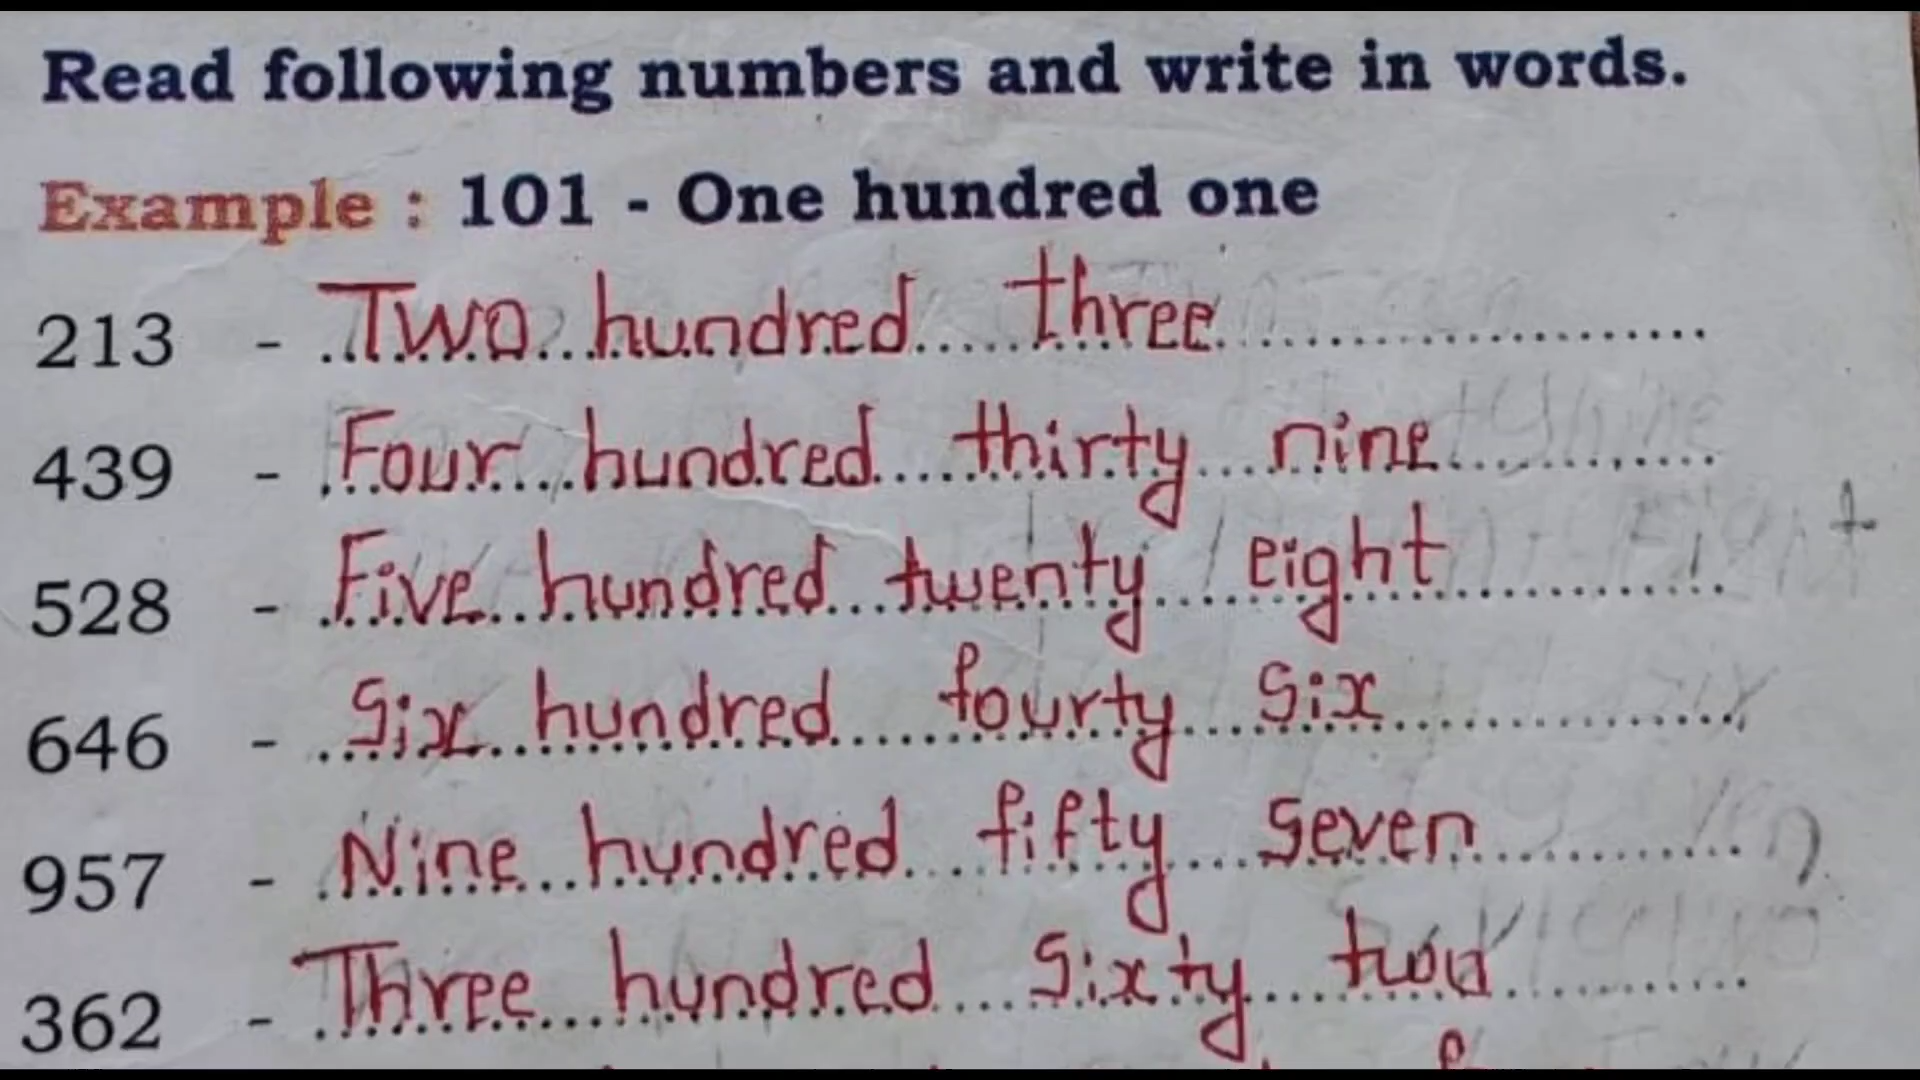 Read following numbers and write in words.
Example : 101 - One hundred one
213 - Two hundred three
439 - Four hundred thirty nine
528 - Five hundred twenty eight
646 - Six hundred fourty six
957 - Nine hundred fifty seven
362 - Three hundred sixty two